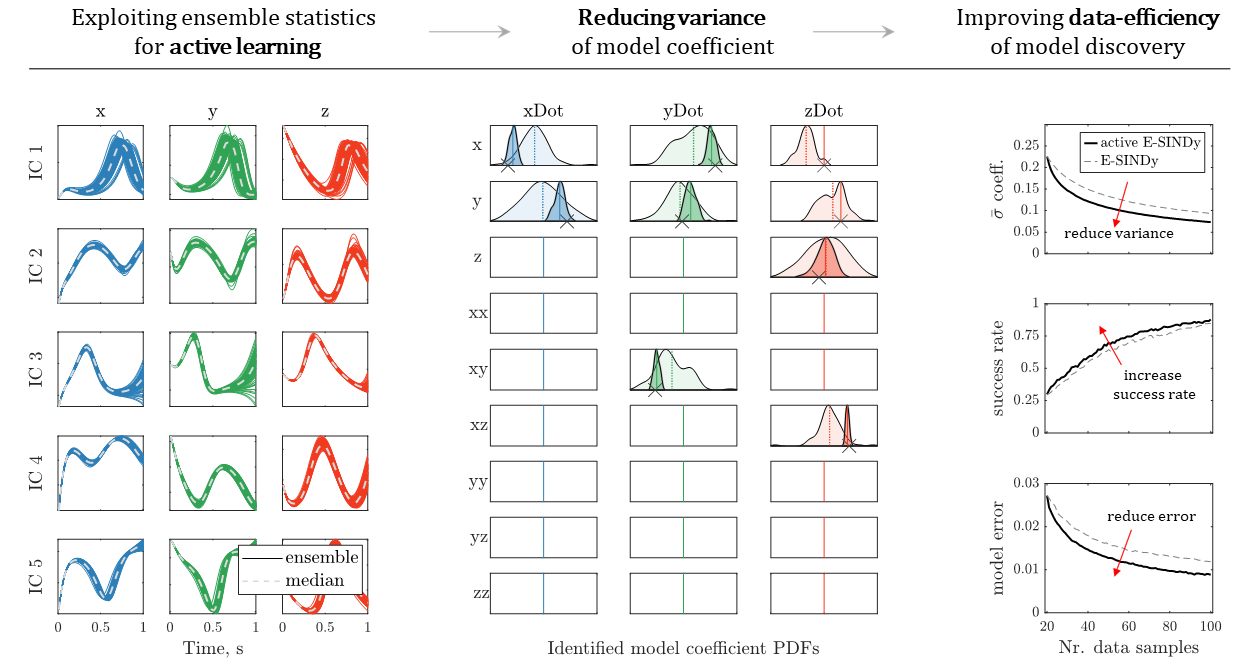 Exploiting ensemble statistics
for active learning
Reducing variance
of model coefficient
Improving data-efficiency
of model discovery
x y z
IC 1
IC 2
IC 3
IC 4
IC 5
ensemble
median
0 0.5 1 0 0.5 1 0 0.5 1
Time, s
xDot yDot zDot
x
y
z
xx
xy
xz
yy
yz
zz
Identified model coefficient PDFs
0.25
0.2
0.15
0.1
0.05
0
σ̄ coeff.
active E-SINDy
E-SINDy
reduce variance
1
0.75
0.5
0.25
0
success rate
increase
success rate
0.03
0.02
0.01
0
model error
reduce error
20 40 60 80 100
Nr. data samples